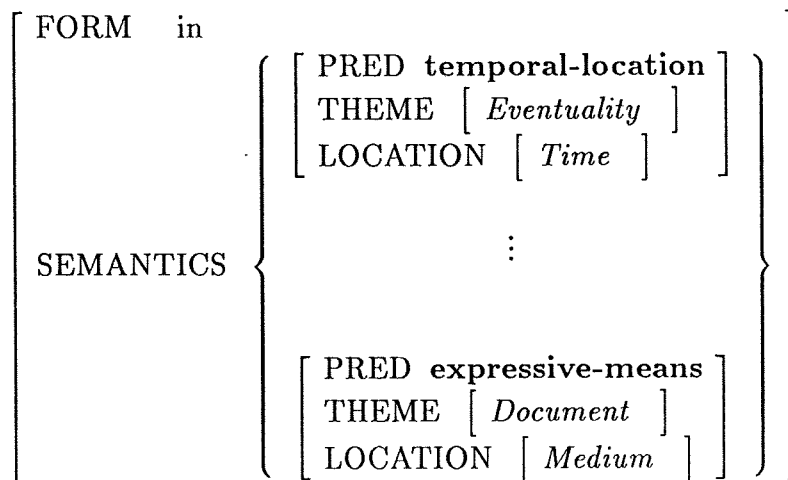 FORM in
[ PRED temporal-location
THEME [ Eventuality ]
LOCATION [ Time ] ]
SEMANTICS { ⋮ }
[ PRED expressive-means
THEME [ Document ]
LOCATION [ Medium ] ]